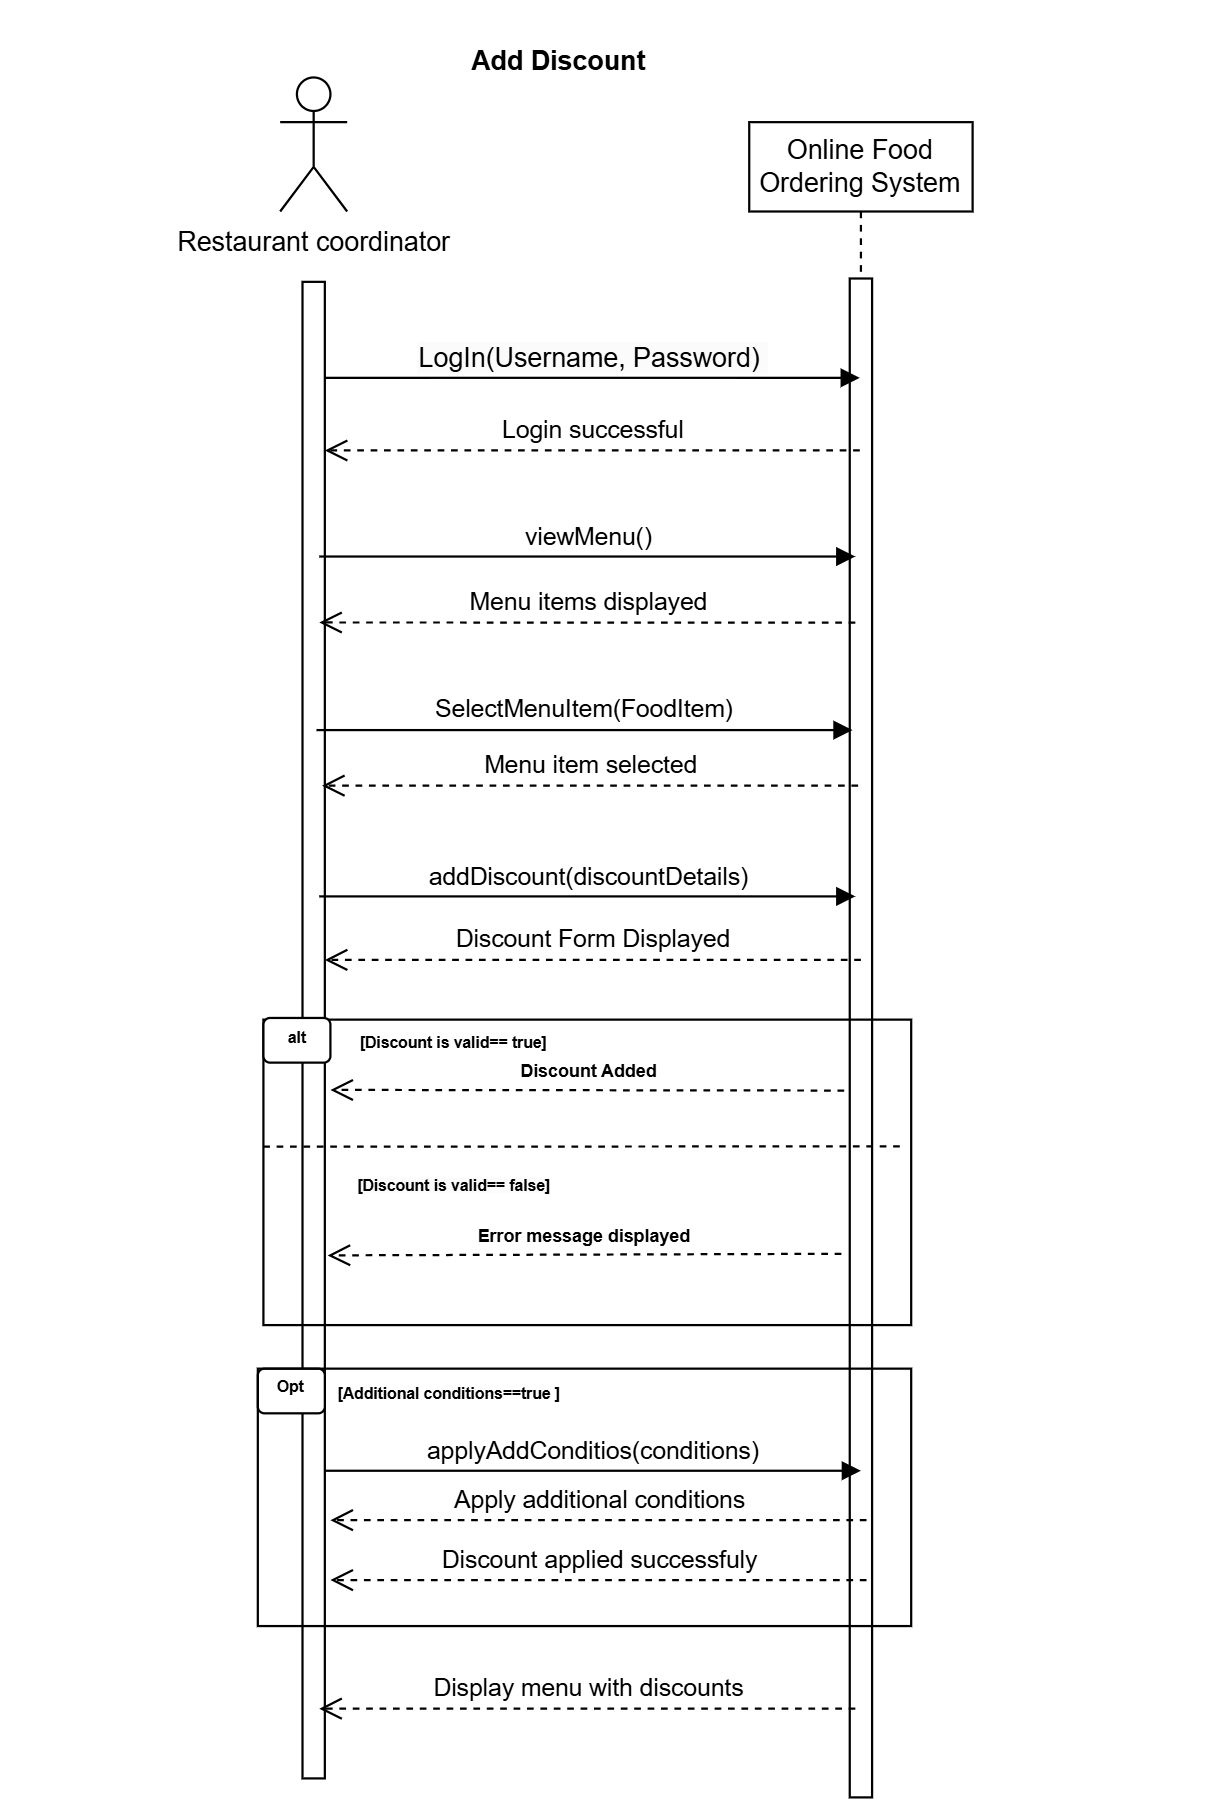 Add Discount
Online Food
Ordering System
Restaurant coordinator
LogIn(Username, Password)
Login successful
viewMenu()
Menu items displayed
SelectMenuItem(FoodItem)
Menu item selected
addDiscount(discountDetails)
Discount Form Displayed
alt
[Discount is valid== true]
Discount Added
[Discount is valid== false]
Error message displayed
Opt
[Additional conditions==true ]
applyAddConditios(conditions)
Apply additional conditions
Discount applied successfuly
Display menu with discounts